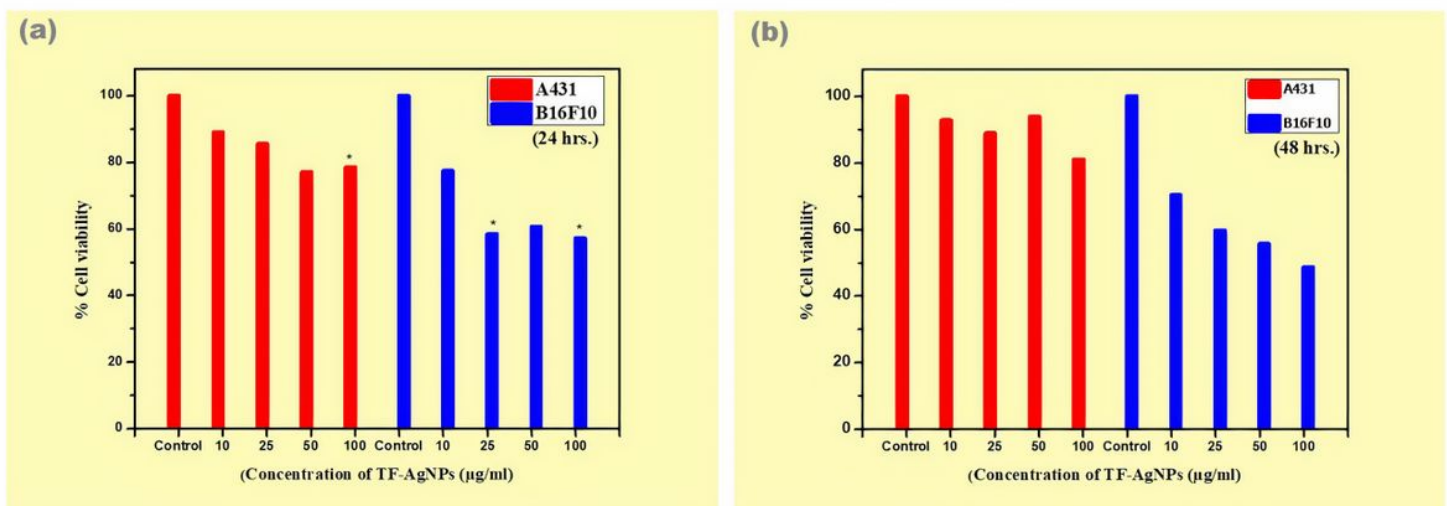 (a)
100
80
60
40
20
0
% Cell viability
A431
B16F10
(24 hrs.)
*
*
*
Control 10 25 50 100 Control 10 25 50 100
(Concentration of TF-AgNPs (µg/ml)
(b)
100
80
60
40
20
0
% Cell viability
A431
B16F10
(48 hrs.)
Control 10 25 50 100 Control 10 25 50 100
(Concentration of TF-AgNPs (µg/ml)